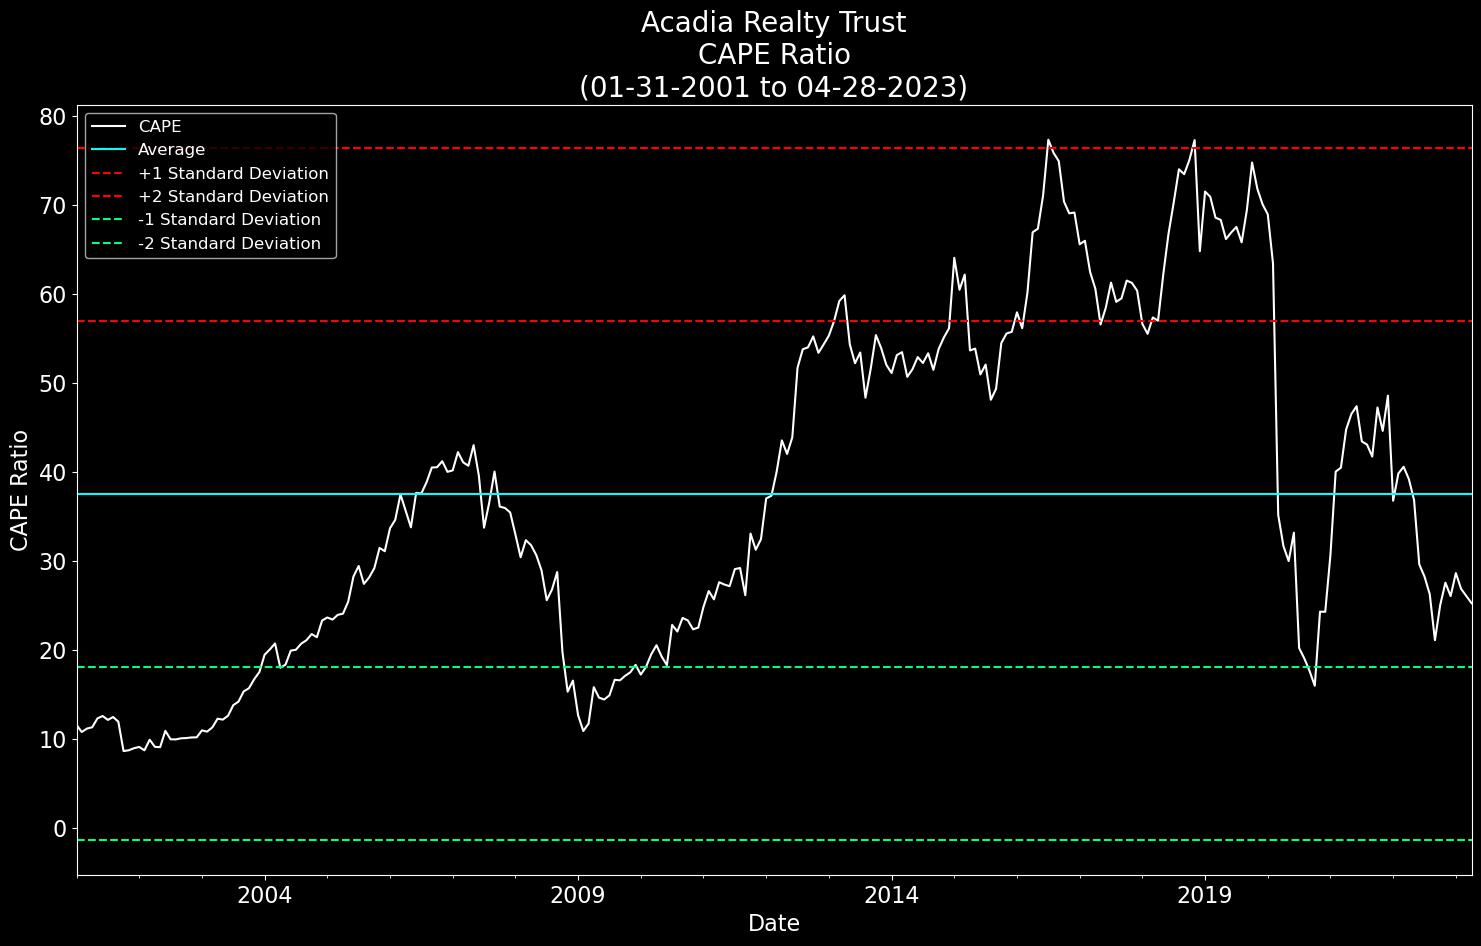 Acadia Realty Trust
CAPE Ratio
(01-31-2001 to 04-28-2023)
80
70
60
50
40
30
20
10
0
CAPE Ratio
CAPE
Average
+1 Standard Deviation
+2 Standard Deviation
-1 Standard Deviation
-2 Standard Deviation
2004 2009 2014 2019
Date